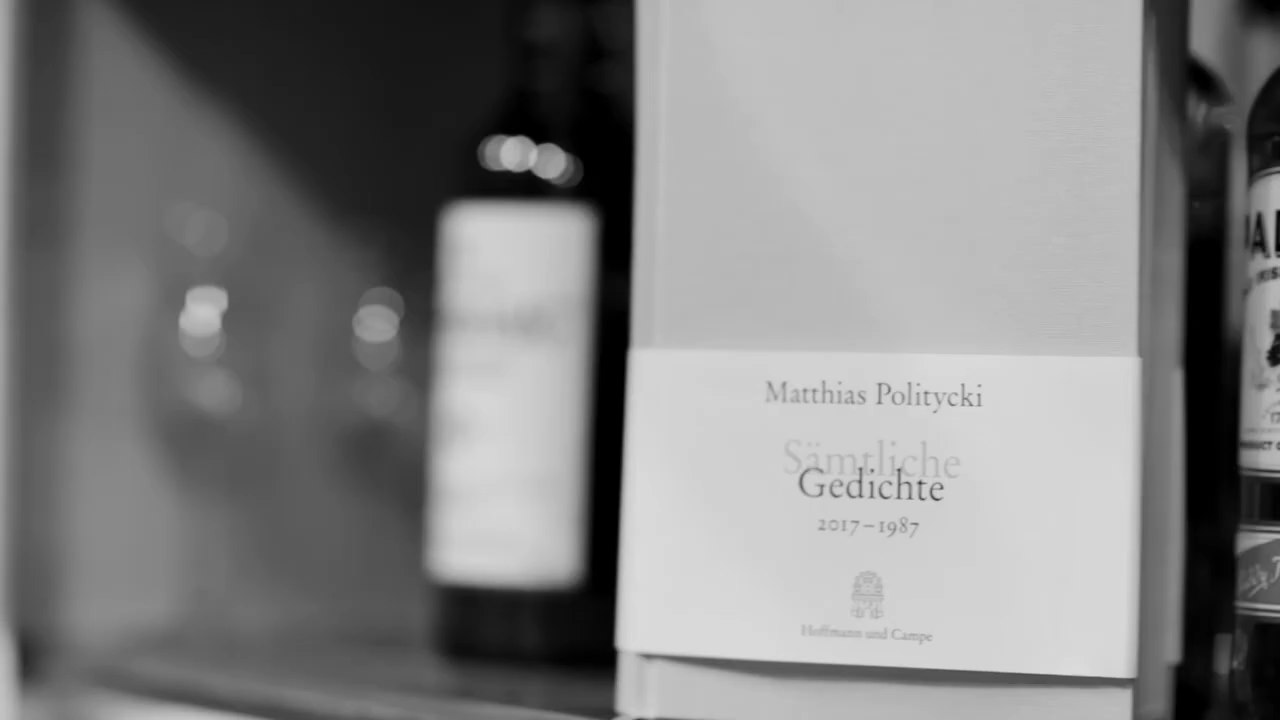 Matthias Politycki
Sämtliche
Gedichte
2017–1987
Hoffmann und Campe